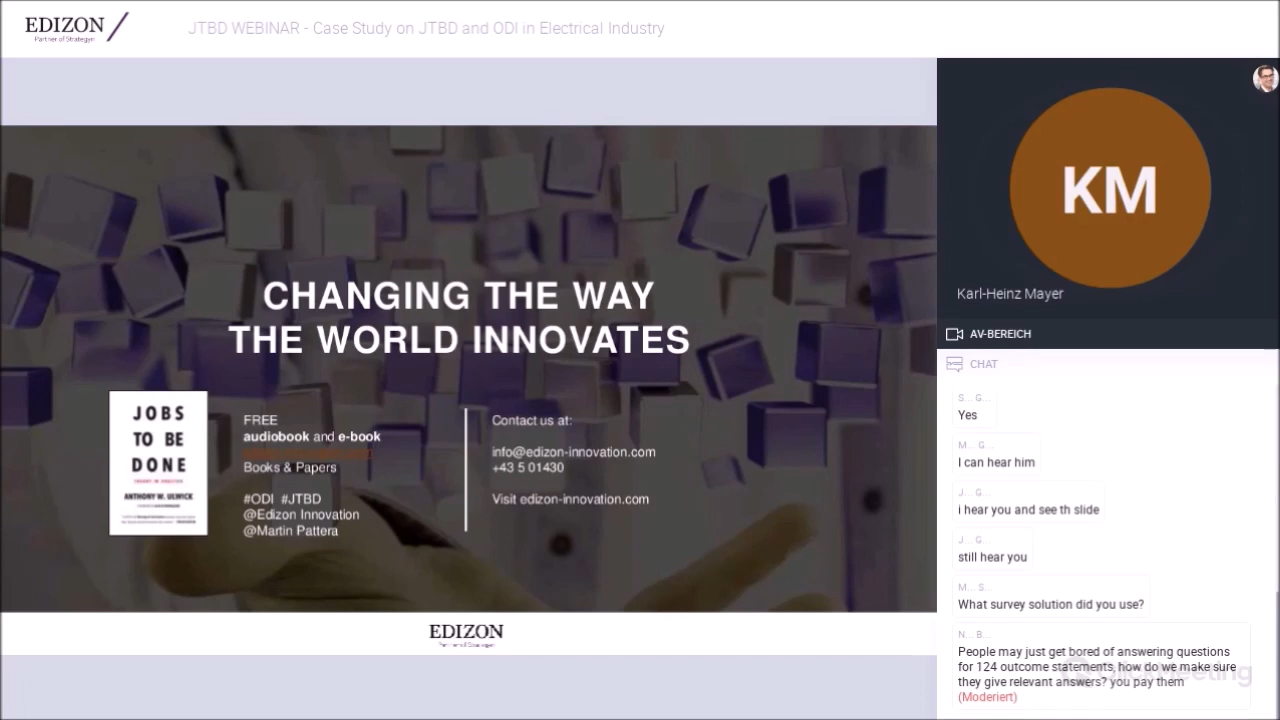 EDIZON
Partner of Strategyn
JTBD WEBINAR - Case Study on JTBD and ODI in Electrical Industry
CHANGING THE WAY
THE WORLD INNOVATES
JOBS
TO BE
DONE
ANTHONY W. ULWICK
FREE
audiobook and e-book
Books & Papers
#ODI #JTBD
@Edizon Innovation
@Martin Pattera
Contact us at:
info@edizon-innovation.com
+43 5 01430
Visit edizon-innovation.com
EDIZON
Partner of Strategyn
KM
Karl-Heinz Mayer
AV-BEREICH
CHAT
S... G...
Yes
M... G...
I can hear him
J... G...
i hear you and see th slide
J... G...
still hear you
M... S...
What survey solution did you use?
N... B...
People may just get bored of answering questions
for 124 outcome statements, how do we make sure
they give relevant answers? you pay them
(Moderiert)
ClickMeeting